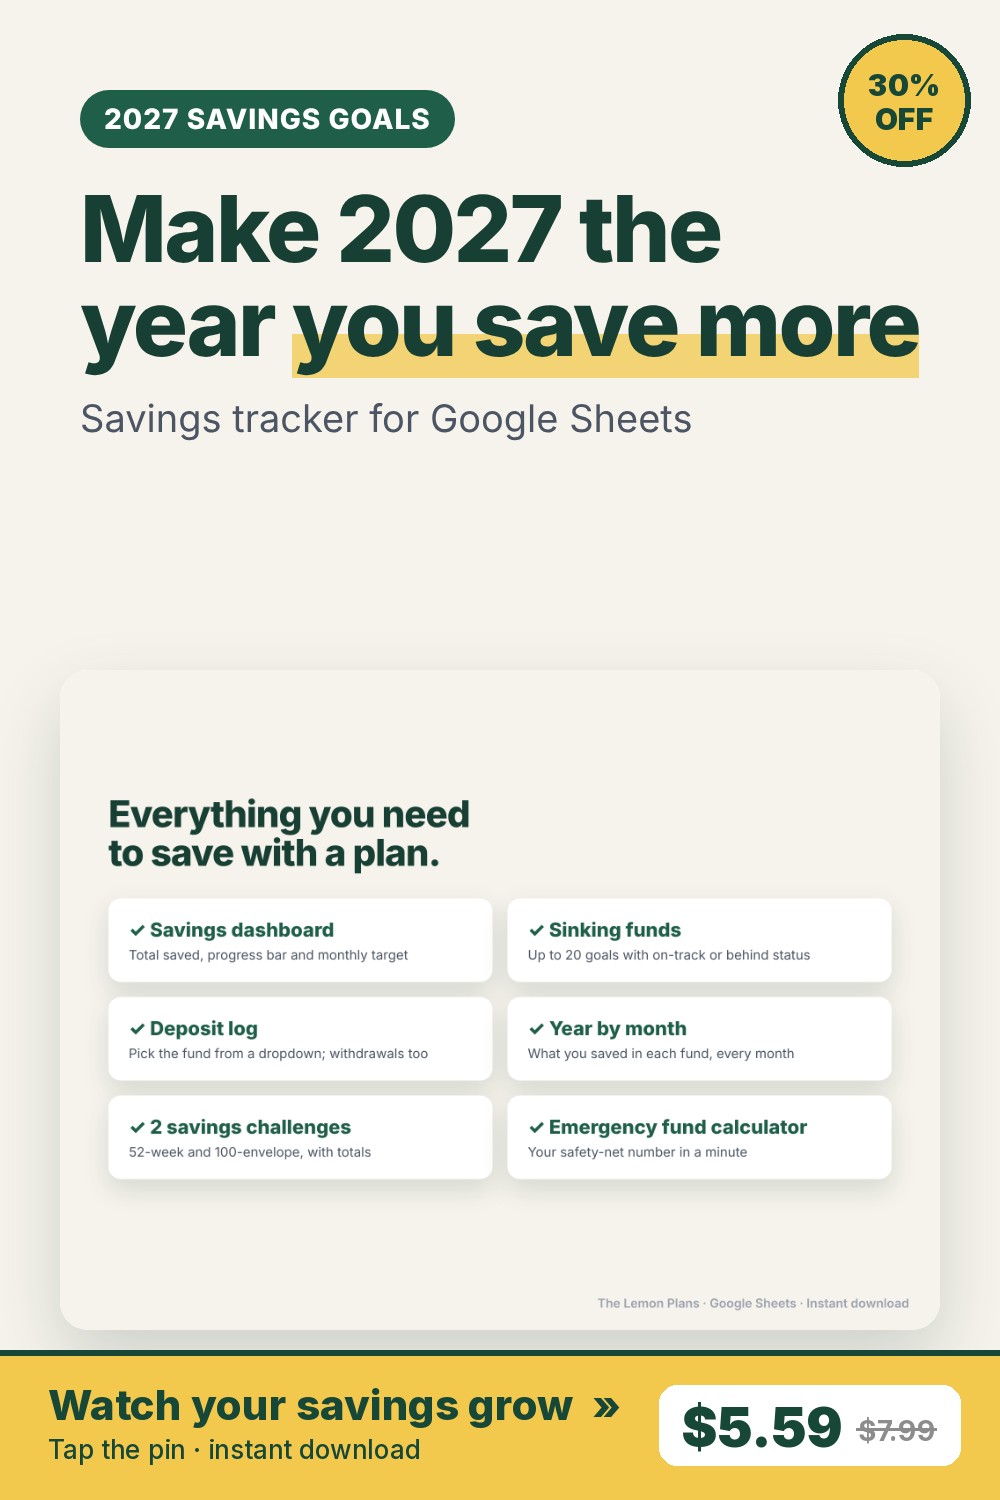 30%
OFF
2027 SAVINGS GOALS
Make 2027 the
year you save more
Savings tracker for Google Sheets
Everything you need
to save with a plan.
✓ Savings dashboard
Total saved, progress bar and monthly target
✓ Sinking funds
Up to 20 goals with on-track or behind status
✓ Deposit log
Pick the fund from a dropdown; withdrawals too
✓ Year by month
What you saved in each fund, every month
✓ 2 savings challenges
52-week and 100-envelope, with totals
✓ Emergency fund calculator
Your safety-net number in a minute
The Lemon Plans · Google Sheets · Instant download
Watch your savings grow »
Tap the pin · instant download
$5.59 $7.99